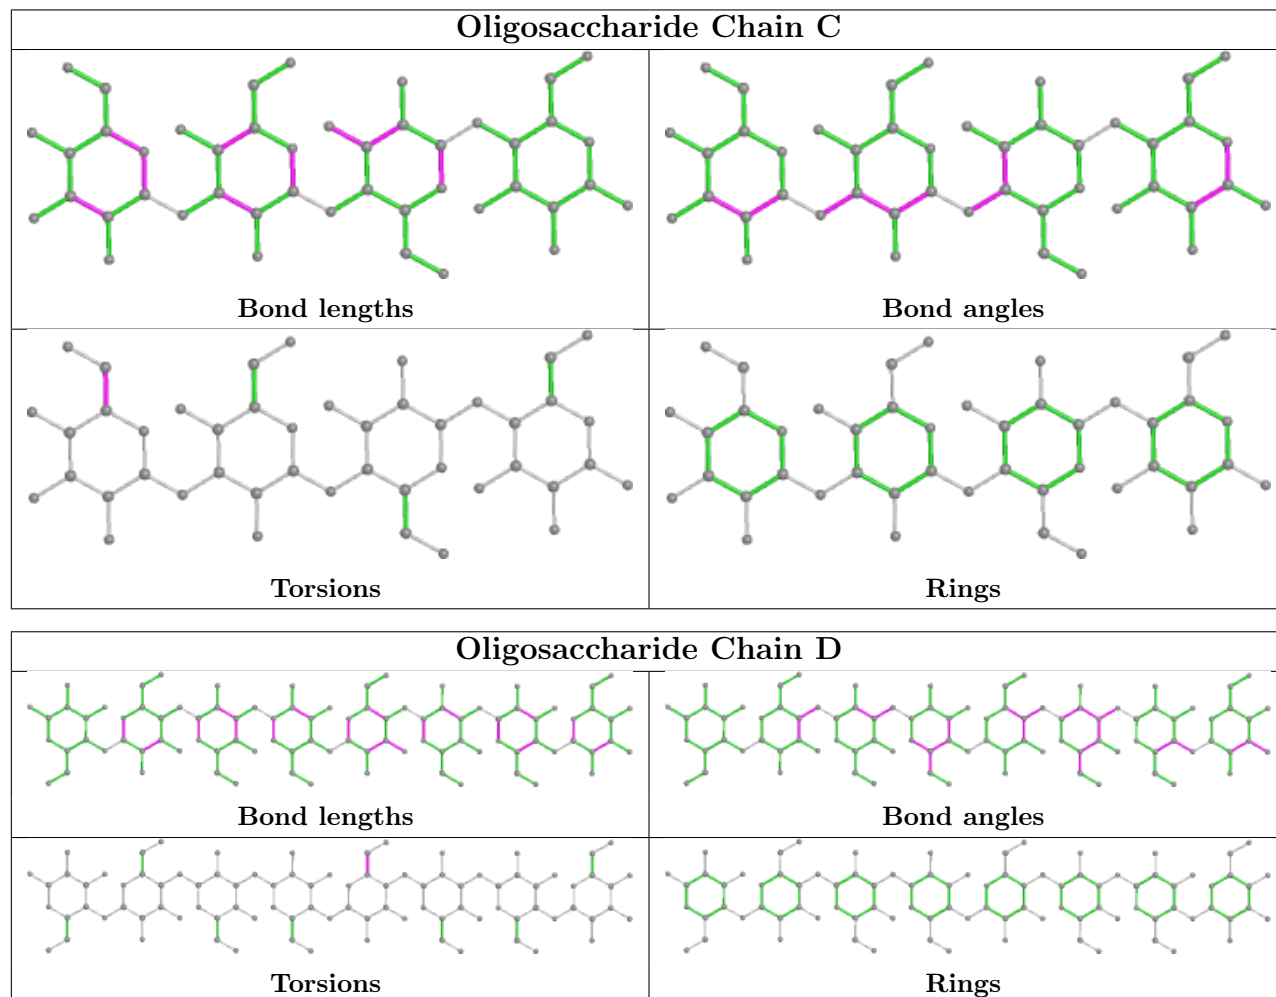 Oligosaccharide Chain C
Bond lengths
Bond angles
Torsions
Rings
Oligosaccharide Chain D
Bond lengths
Bond angles
Torsions
Rings